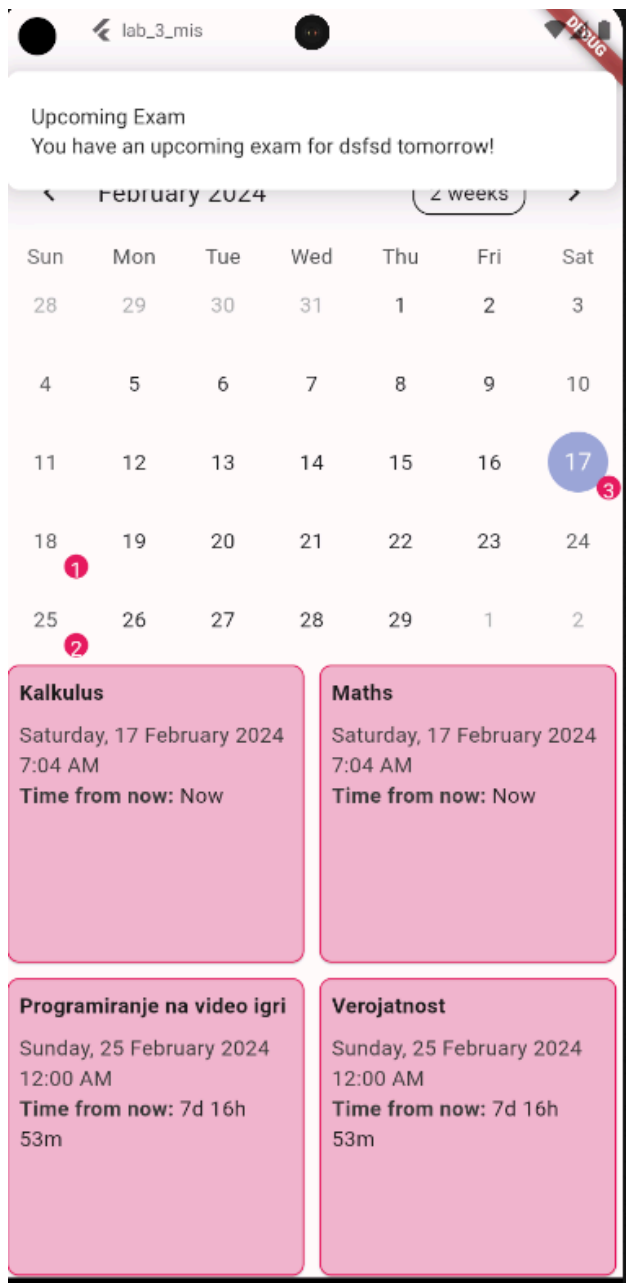 lab_3_mis
DEBUG
Upcoming Exam
You have an upcoming exam for dsfsd tomorrow!
February 2024 2 weeks
Sun Mon Tue Wed Thu Fri Sat
28 29 30 31 1 2 3
4 5 6 7 8 9 10
11 12 13 14 15 16 17
3
18 19 20 21 22 23 24
1
25 26 27 28 29 1 2
2
Kalkulus
Saturday, 17 February 2024
7:04 AM
Time from now: Now
Maths
Saturday, 17 February 2024
7:04 AM
Time from now: Now
Programiranje na video igri
Sunday, 25 February 2024
12:00 AM
Time from now: 7d 16h
53m
Verojatnost
Sunday, 25 February 2024
12:00 AM
Time from now: 7d 16h
53m